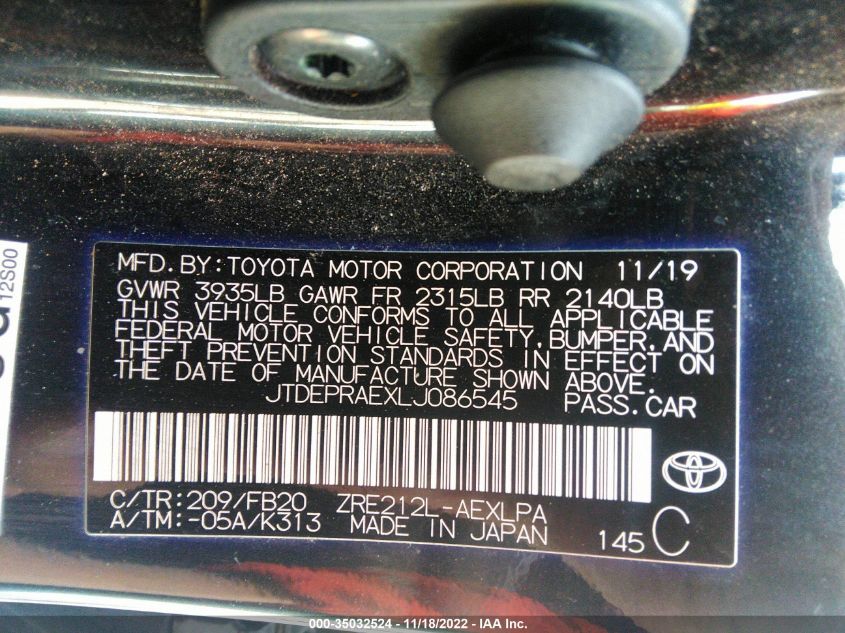 MFD. BY: TOYOTA MOTOR CORPORATION 11/19
GVWR 3935LB GAWR FR 2315LB RR 2140LB
THIS VEHICLE CONFORMS TO ALL APPLICABLE
FEDERAL MOTOR VEHICLE SAFETY, BUMPER, AND
THEFT PREVENTION STANDARDS IN EFFECT ON
THE DATE OF MANUFACTURE SHOWN ABOVE.
JTDEPRAEXLJ086545 PASS.CAR
C/TR: 209/FB20 ZRE212L-AEXLPA
A/TM: -05A/K313 MADE IN JAPAN 145 C
12S00
000-35032524 - 11/18/2022 - IAA Inc.